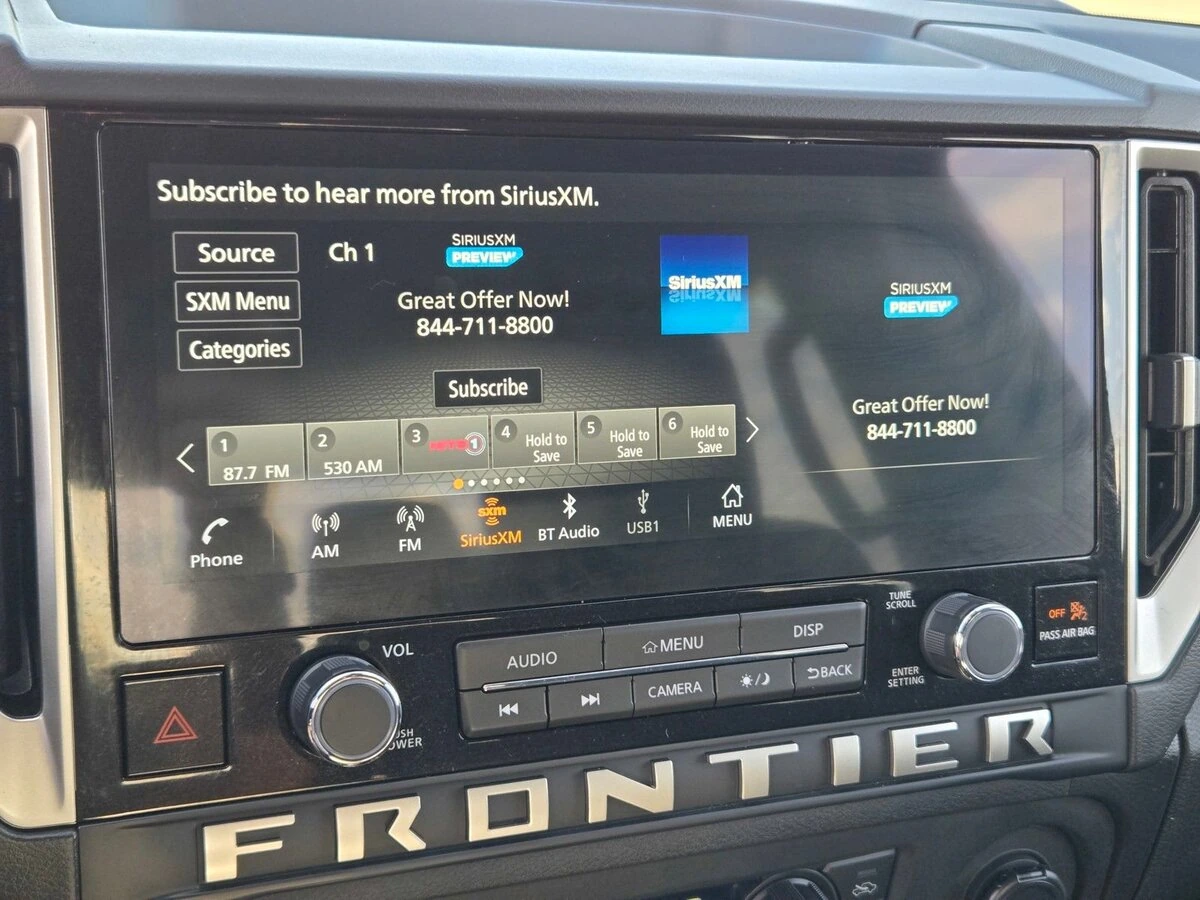 Subscribe to hear more from SiriusXM.
Source
Ch 1
SIRIUSXM
PREVIEW
SiriusXM
SIRIUSXM
PREVIEW
SXM Menu
Great Offer Now!
844-711-8800
Categories
Subscribe
Great Offer Now!
844-711-8800
1
87.7 FM
2
530 AM
3
1
4
Hold to
Save
5
Hold to
Save
6
Hold to
Save
Phone
AM
FM
sxm
SiriusXM
BT Audio
USB1
MENU
VOL
AUDIO
MENU
DISP
TUNE
SCROLL
OFF
2
PASS AIR BAG
CAMERA
BACK
ENTER
SETTING
FRONTIER